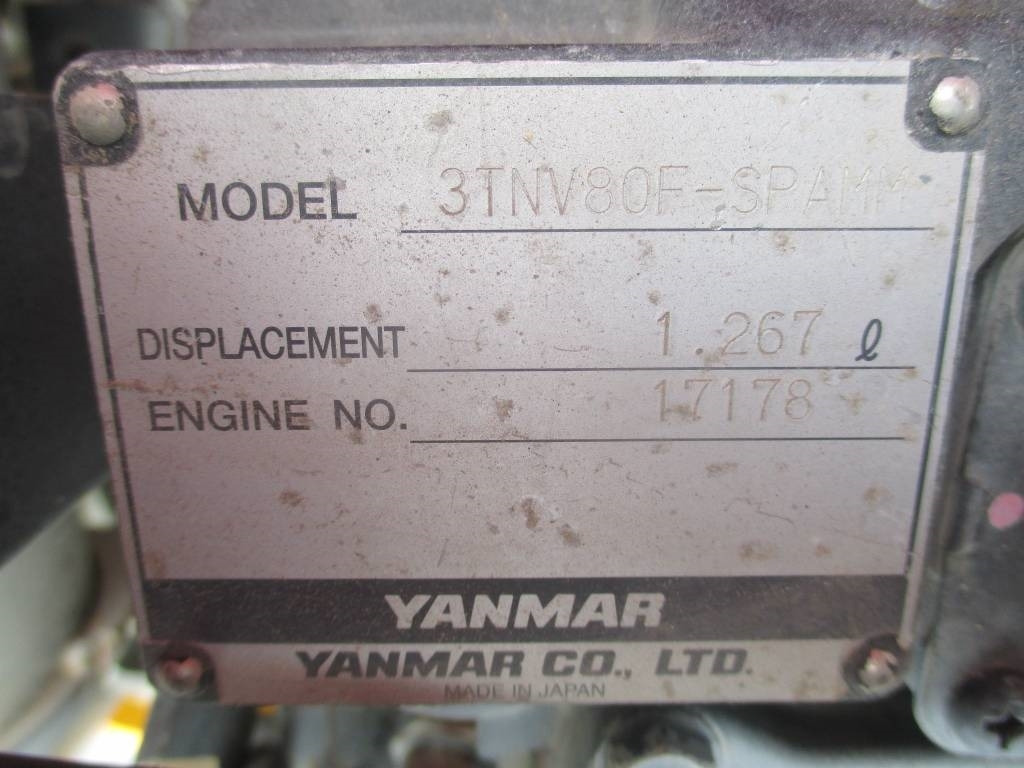 MODEL 3TNV80F-SPAMM
DISPLACEMENT 1.267 ℓ
ENGINE NO. 17178
YANMAR
YANMAR CO., LTD.
MADE IN JAPAN